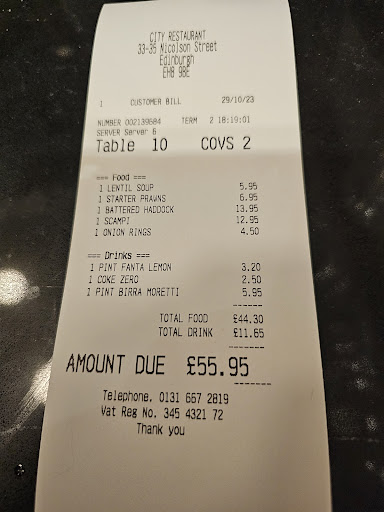 CITY RESTAURANT
33-35 Nicolson Street
Edinburgh
EH8 9BE
1 CUSTOMER BILL 29/10/23
NUMBER 002139584 TERM 2 18:19:01
SERVER Server 6
Table 10 COVS 2
=== Food ===
1 LENTIL SOUP 5.95
1 STARTER PRAWNS 6.95
1 BATTERED HADDOCK 13.95
1 SCAMPI 12.95
1 ONION RINGS 4.50
=== Drinks ===
1 PINT FANTA LEMON 3.20
1 COKE ZERO 2.50
1 PINT BIRRA MORETTI 5.95
------
TOTAL FOOD £44.30
TOTAL DRINK £11.65
-------
AMOUNT DUE £55.95
-------
Telephone. 0131 667 2819
Vat Reg No. 345 4321 72
Thank you